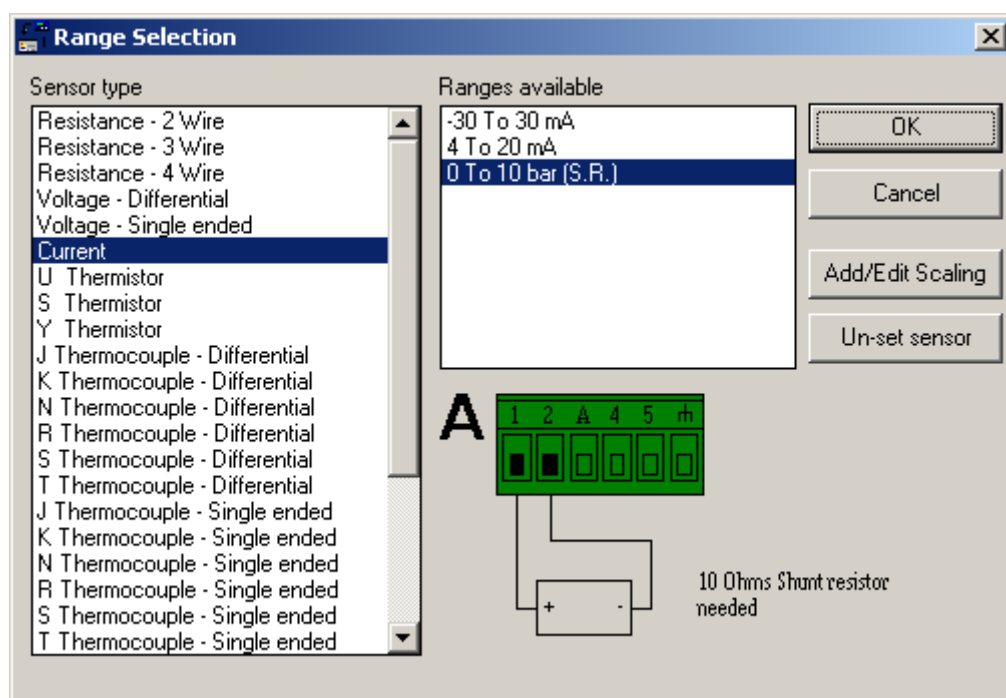 Range Selection
Sensor type
Resistance - 2 Wire
Resistance - 3 Wire
Resistance - 4 Wire
Voltage - Differential
Voltage - Single ended
Current
U Thermistor
S Thermistor
Y Thermistor
J Thermocouple - Differential
K Thermocouple - Differential
N Thermocouple - Differential
R Thermocouple - Differential
S Thermocouple - Differential
T Thermocouple - Differential
J Thermocouple - Single ended
K Thermocouple - Single ended
N Thermocouple - Single ended
R Thermocouple - Single ended
S Thermocouple - Single ended
T Thermocouple - Single ended
Ranges available
-30 To 30 mA
4 To 20 mA
0 To 10 bar (S.R.)
OK
Cancel
Add/Edit Scaling
Un-set sensor
A
1 2 A 4 5
+ -
10 Ohms Shunt resistor
needed